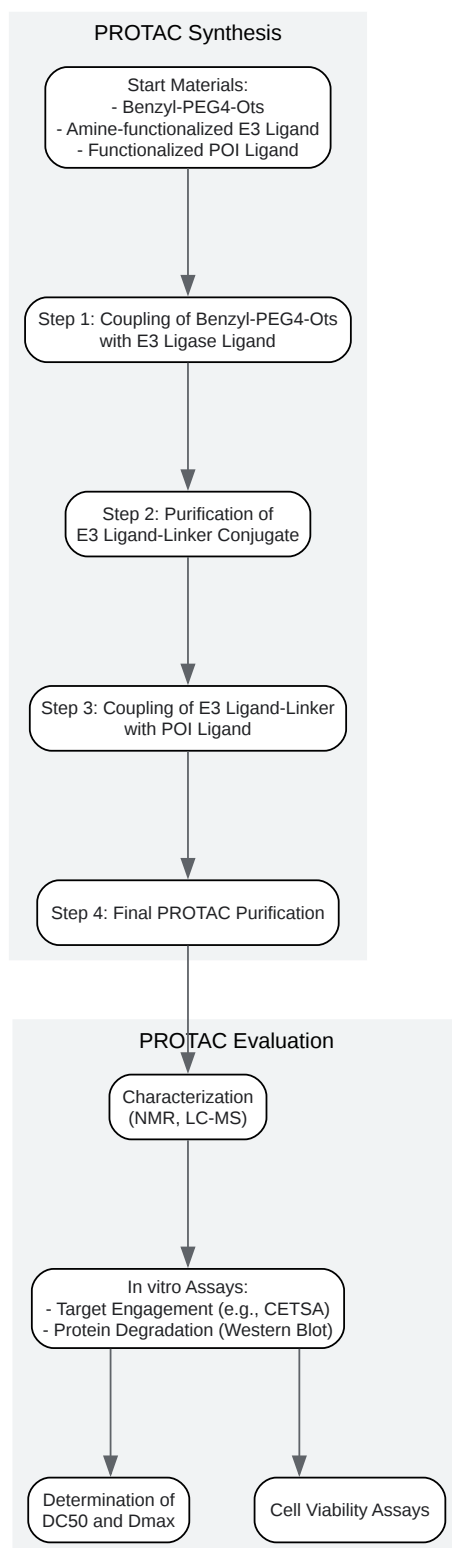 PROTAC Synthesis
Start Materials:
- Benzyl-PEG4-Ots
- Amine-functionalized E3 Ligand
- Functionalized POI Ligand
Step 1: Coupling of Benzyl-PEG4-Ots
with E3 Ligase Ligand
Step 2: Purification of
E3 Ligand-Linker Conjugate
Step 3: Coupling of E3 Ligand-Linker
with POI Ligand
Step 4: Final PROTAC Purification
PROTAC Evaluation
Characterization
(NMR, LC-MS)
In vitro Assays:
- Target Engagement (e.g., CETSA)
- Protein Degradation (Western Blot)
Determination of
DC50 and Dmax
Cell Viability Assays